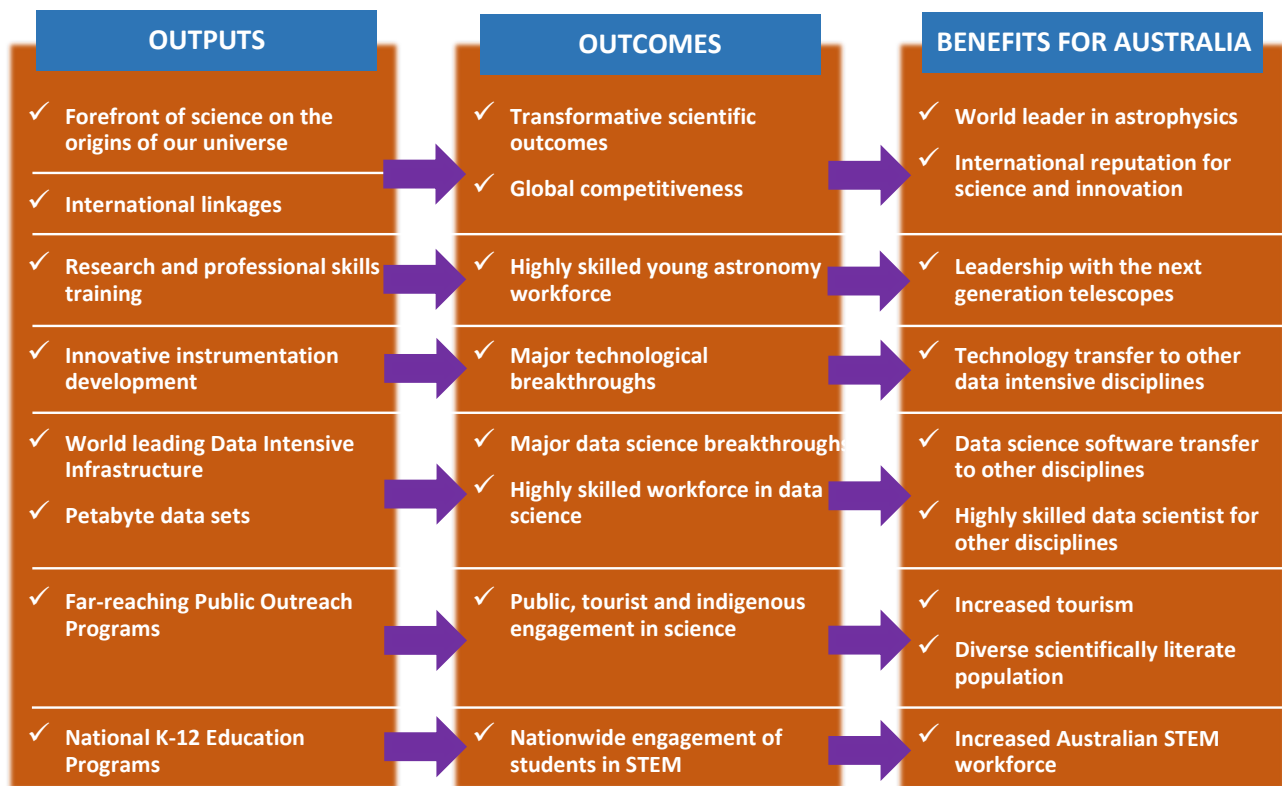 OUTPUTS
✓ Forefront of science on the
origins of our universe
✓ International linkages
✓ Research and professional skills
training
✓ Innovative instrumentation
development
✓ World leading Data Intensive
Infrastructure
✓ Petabyte data sets
✓ Far-reaching Public Outreach
Programs
✓ National K-12 Education
Programs
OUTCOMES
✓ Transformative scientific
outcomes
✓ Global competitiveness
✓ Highly skilled young astronomy
workforce
✓ Major technological
breakthroughs
✓ Major data science breakthroughs
✓ Highly skilled workforce in data
science
✓ Public, tourist and indigenous
engagement in science
✓ Nationwide engagement of
students in STEM
BENEFITS FOR AUSTRALIA
✓ World leader in astrophysics
✓ International reputation for
science and innovation
✓ Leadership with the next
generation telescopes
✓ Technology transfer to other
data intensive disciplines
✓ Data science software transfer
to other disciplines
✓ Highly skilled data scientist for
other disciplines
✓ Increased tourism
✓ Diverse scientifically literate
population
✓ Increased Australian STEM
workforce